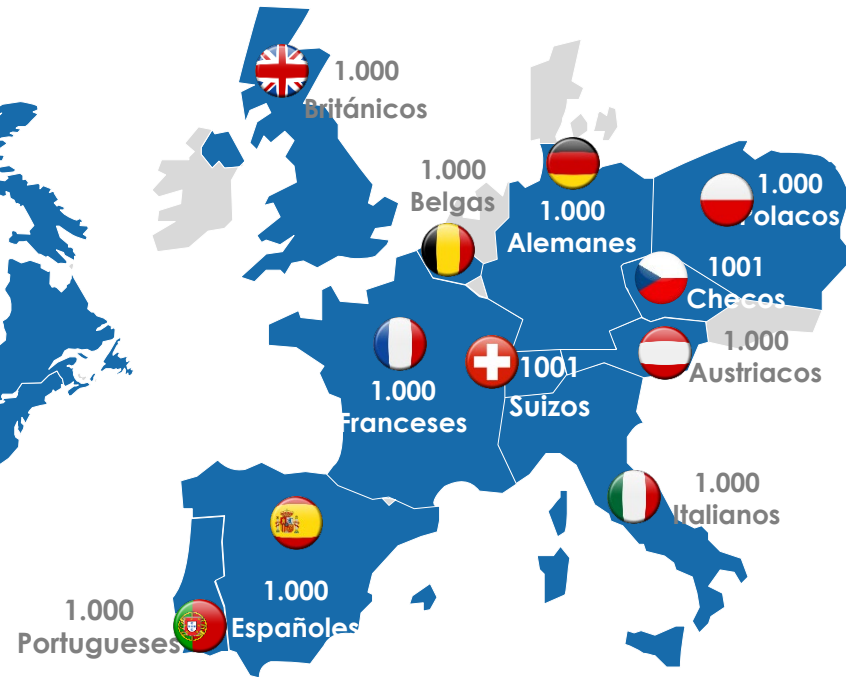 1.000
Británicos
1.000
Belgas
1.000
Alemanes
1.000
Polacos
1001
Checos
1.000
Austriacos
1001
Suizos
1.000
Franceses
1.000
Italianos
1.000
Españoles
1.000
Portugueses